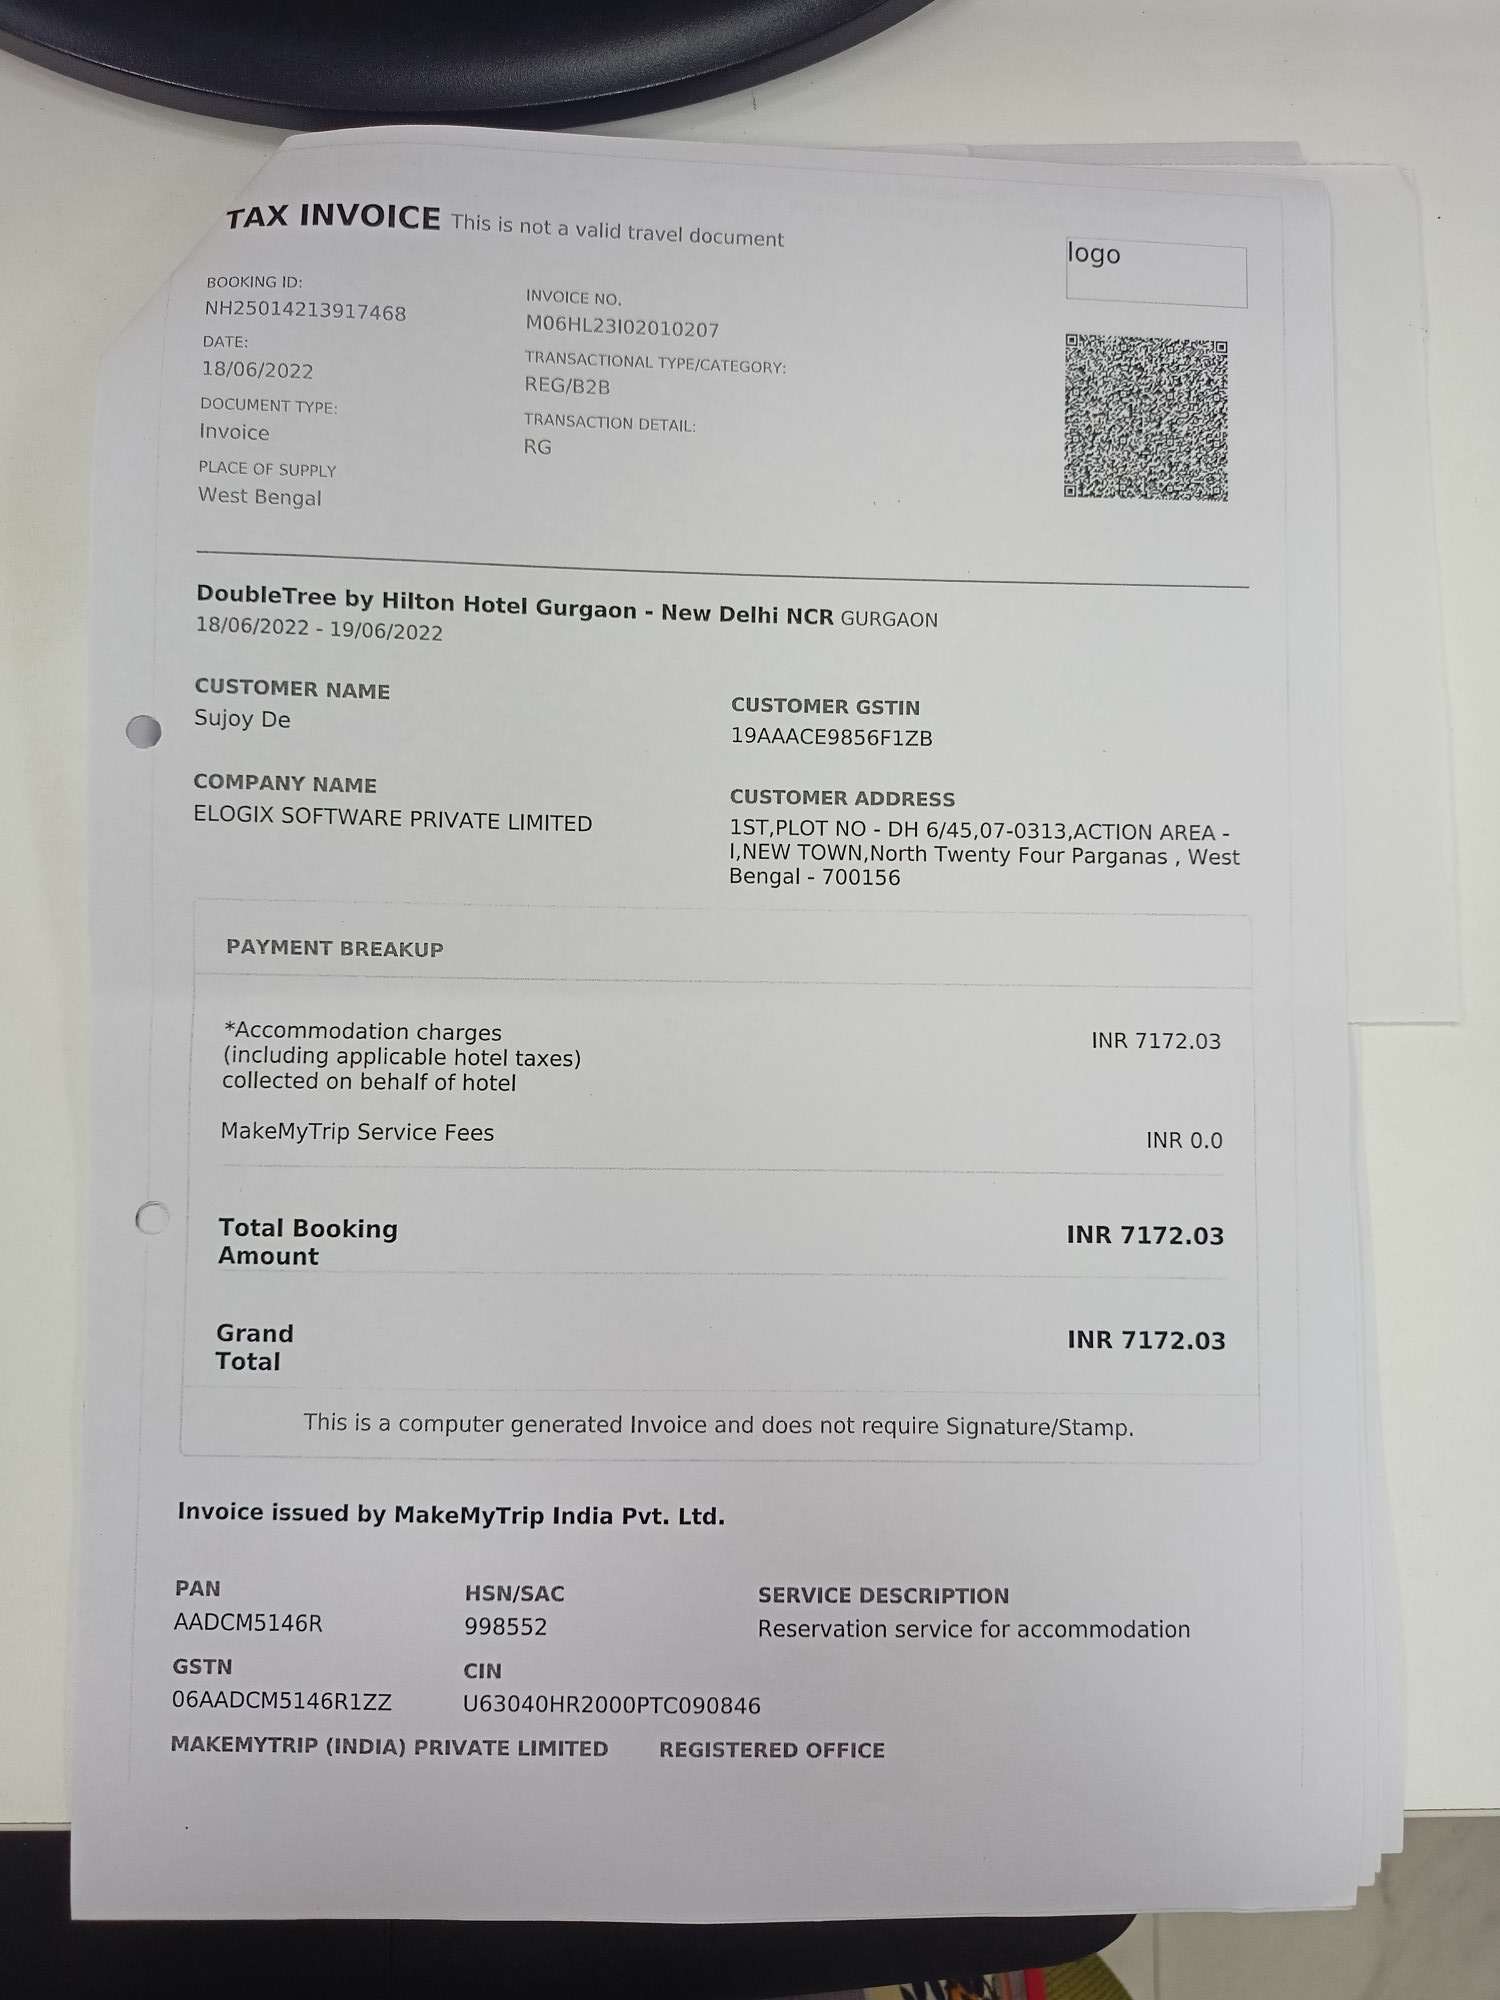 TAX INVOICE This is not a valid travel document
logo
BOOKING ID:
NH25014213917468
DATE:
18/06/2022
DOCUMENT TYPE:
Invoice
PLACE OF SUPPLY
West Bengal
INVOICE NO.
M06HL23I02010207
TRANSACTIONAL TYPE/CATEGORY:
REG/B2B
TRANSACTION DETAIL:
RG
DoubleTree by Hilton Hotel Gurgaon - New Delhi NCR GURGAON
18/06/2022 - 19/06/2022
CUSTOMER NAME
Sujoy De
CUSTOMER GSTIN
19AAACE9856F1ZB
COMPANY NAME
ELOGIX SOFTWARE PRIVATE LIMITED
CUSTOMER ADDRESS
1ST,PLOT NO - DH 6/45,07-0313,ACTION AREA -
I,NEW TOWN,North Twenty Four Parganas , West
Bengal - 700156
PAYMENT BREAKUP
*Accommodation charges
(including applicable hotel taxes)
collected on behalf of hotel
INR 7172.03
MakeMyTrip Service Fees
INR 0.0
Total Booking
Amount
INR 7172.03
Grand
Total
INR 7172.03
This is a computer generated Invoice and does not require Signature/Stamp.
Invoice issued by MakeMyTrip India Pvt. Ltd.
PAN
AADCM5146R
HSN/SAC
998552
SERVICE DESCRIPTION
Reservation service for accommodation
GSTN
06AADCM5146R1ZZ
CIN
U63040HR2000PTC090846
MAKEMYTRIP (INDIA) PRIVATE LIMITED
REGISTERED OFFICE